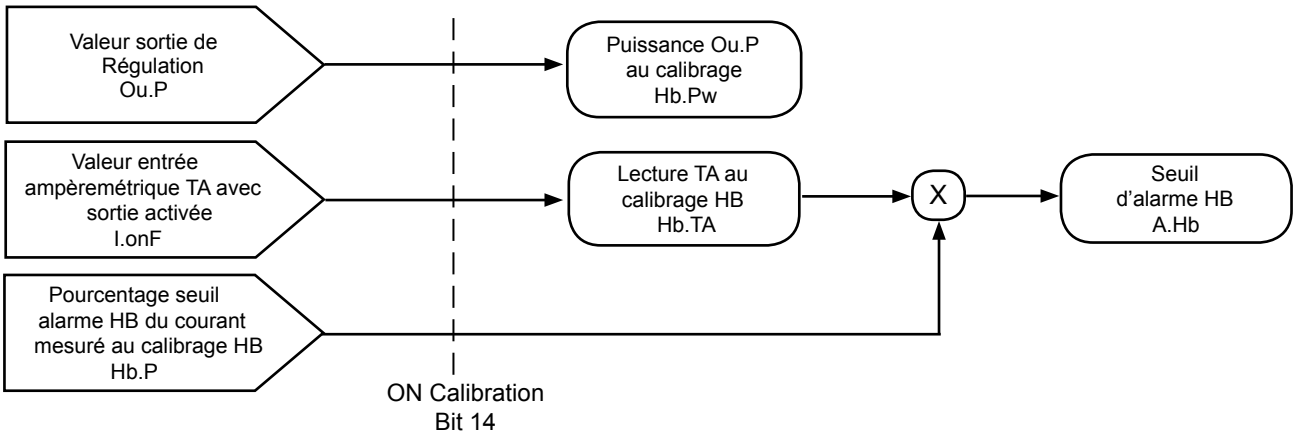 Valeur sortie de
Régulation
Ou.P
Puissance Ou.P
au calibrage
Hb.Pw
Valeur entrée
ampèremétrique TA avec
sortie activée
I.onF
Lecture TA au
calibrage HB
Hb.TA
X
Seuil
d’alarme HB
A.Hb
Pourcentage seuil
alarme HB du courant
mesuré au calibrage HB
Hb.P
ON Calibration
Bit 14